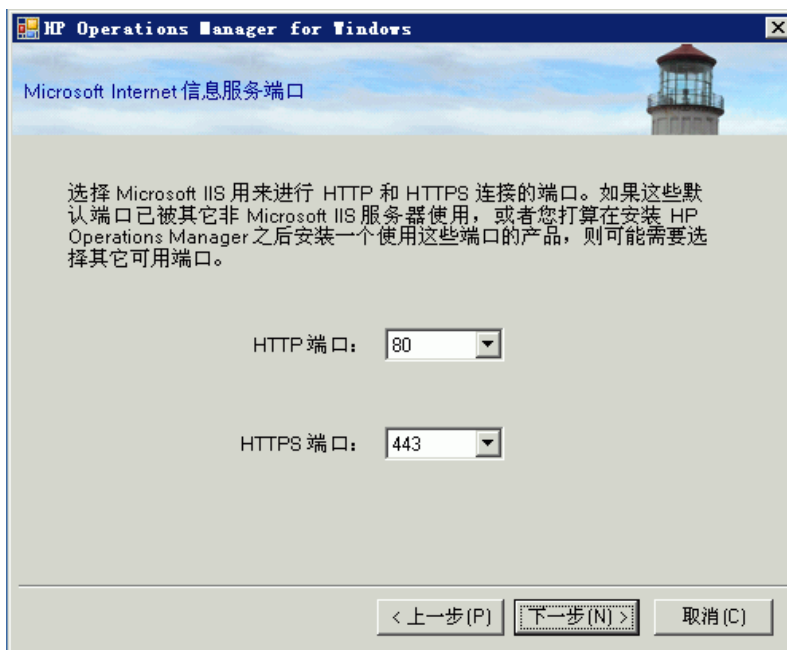 HP Operations Manager for Windows
Microsoft Internet 信息服务端口
选择 Microsoft IIS 用来进行 HTTP 和 HTTPS 连接的端口。如果这些默
认端口已被其它非 Microsoft IIS 服务器使用，或者您打算在安装 HP
Operations Manager 之后安装一个使用这些端口的产品，则可能需要选
择其它可用端口。
HTTP 端口： 80
HTTPS 端口： 443
< 上一步(P) 下一步(N) > 取消(C)